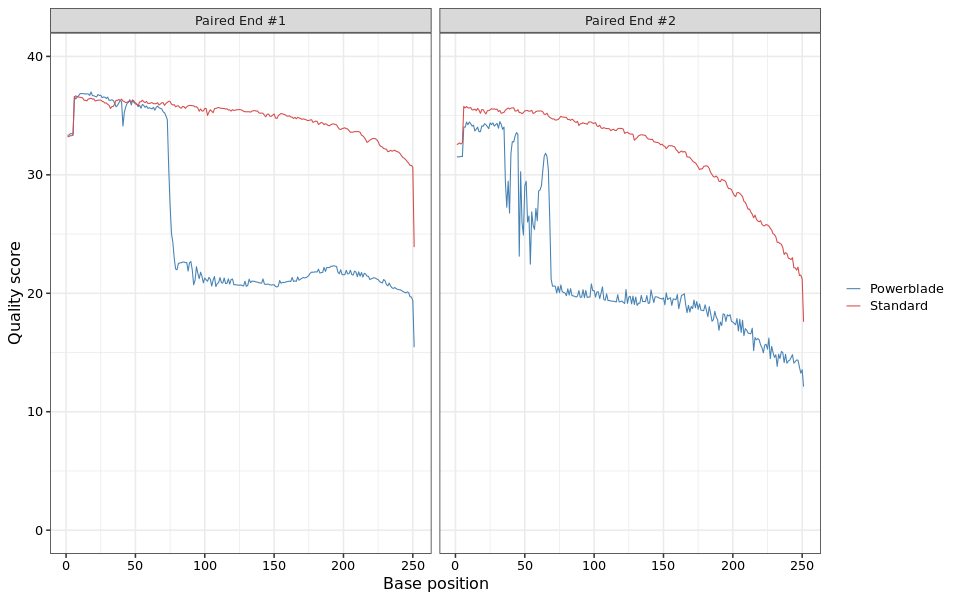 Paired End #1
Paired End #2
Quality score
40
30
20
10
0
0 50 100 150 200 250
0 50 100 150 200 250
Base position
Powerblade
Standard